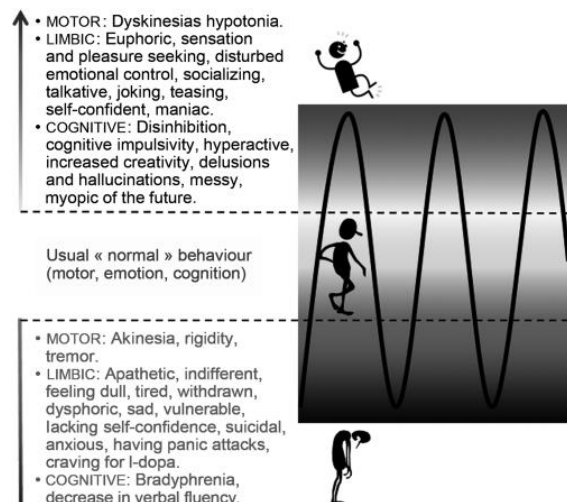 • MOTOR: Dyskinesias hypotonia.
• LIMBIC: Euphoric, sensation
and pleasure seeking, disturbed
emotional control, socializing,
talkative, joking, teasing,
self-confident, maniac.
• COGNITIVE: Disinhibition,
cognitive impulsivity, hyperactive,
increased creativity, delusions
and hallucinations, messy,
myopic of the future.
Usual « normal » behaviour
(motor, emotion, cognition)
• MOTOR: Akinesia, rigidity,
tremor.
• LIMBIC: Apathetic, indifferent,
feeling dull, tired, withdrawn,
dysphoric, sad, vulnerable,
lacking self-confidence, suicidal,
anxious, having panic attacks,
craving for l-dopa.
• COGNITIVE: Bradyphrenia,
decrease in verbal fluency.